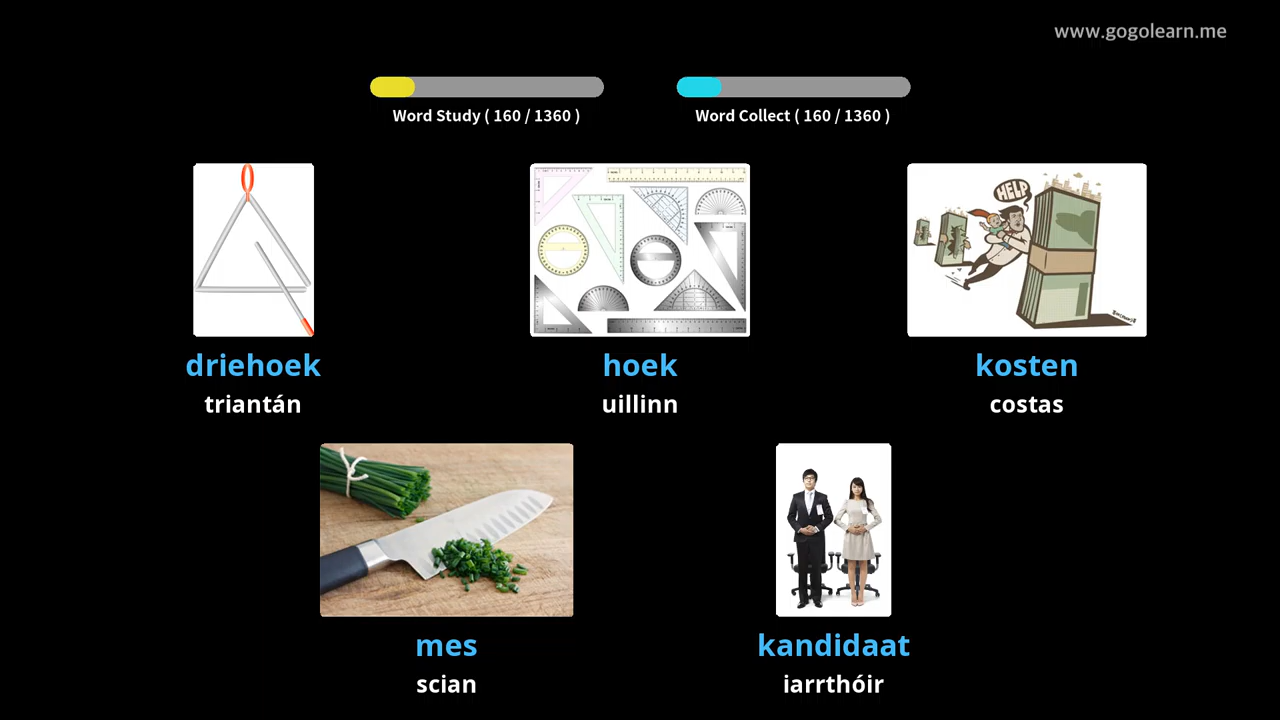 www.gogolearn.me
Word Study ( 160 / 1360 )
Word Collect ( 160 / 1360 )
HELP
driehoek
triantán
hoek
uillinn
kosten
costas
mes
scian
kandidaat
iarrthóir